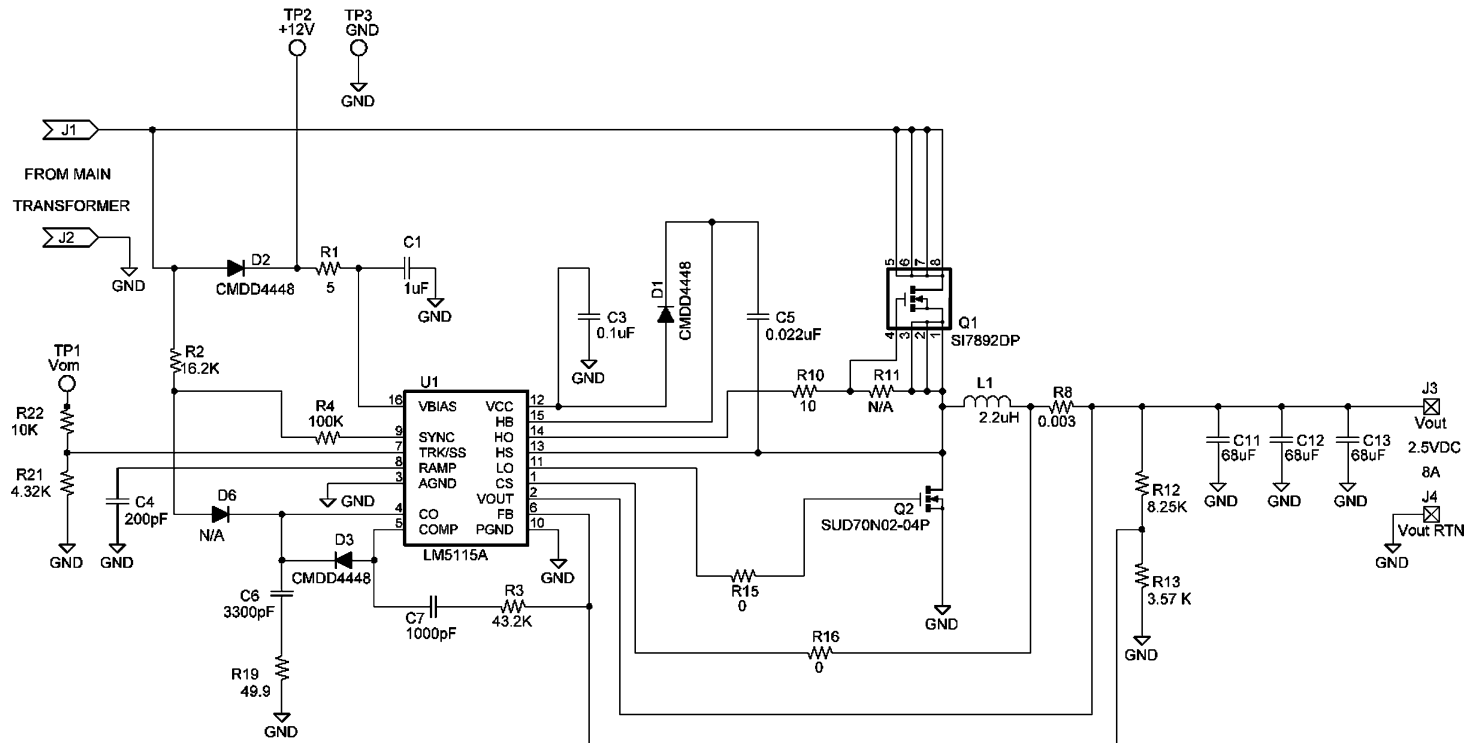 TP2
+12V
TP3
GND
GND
J1
FROM MAIN
TRANSFORMER
J2
GND
D2
CMDD4448
R1
5
C1
1uF
GND
C3
0.1uF
GND
D1
CMDD4448
C5
0.022uF
5 6 7 8
4 3 2 1
Q1
SI7892DP
TP1
Vom
R2
16.2K
R22
10K
R21
4.32K
GND
C4
200pF
GND
R4
100K
GND
U1
16 VBIAS VCC 12
HB 15
9 SYNC HO 14
7 TRK/SS HS 13
8 RAMP LO 11
3 AGND CS 1
VOUT 2
4 CO FB 6
5 COMP PGND 10
LM5115A
GND
D6
N/A
D3
CMDD4448
C6
3300pF
R19
49.9
GND
C7
1000pF
R3
43.2K
R10
10
R11
N/A
L1
2.2uH
R8
0.003
Q2
SUD70N02-04P
GND
R15
0
R16
0
R12
8.25K
R13
3.57 K
GND
C11
68uF
GND
C12
68uF
GND
C13
68uF
GND
J3
Vout
2.5VDC
8A
J4
Vout RTN
GND